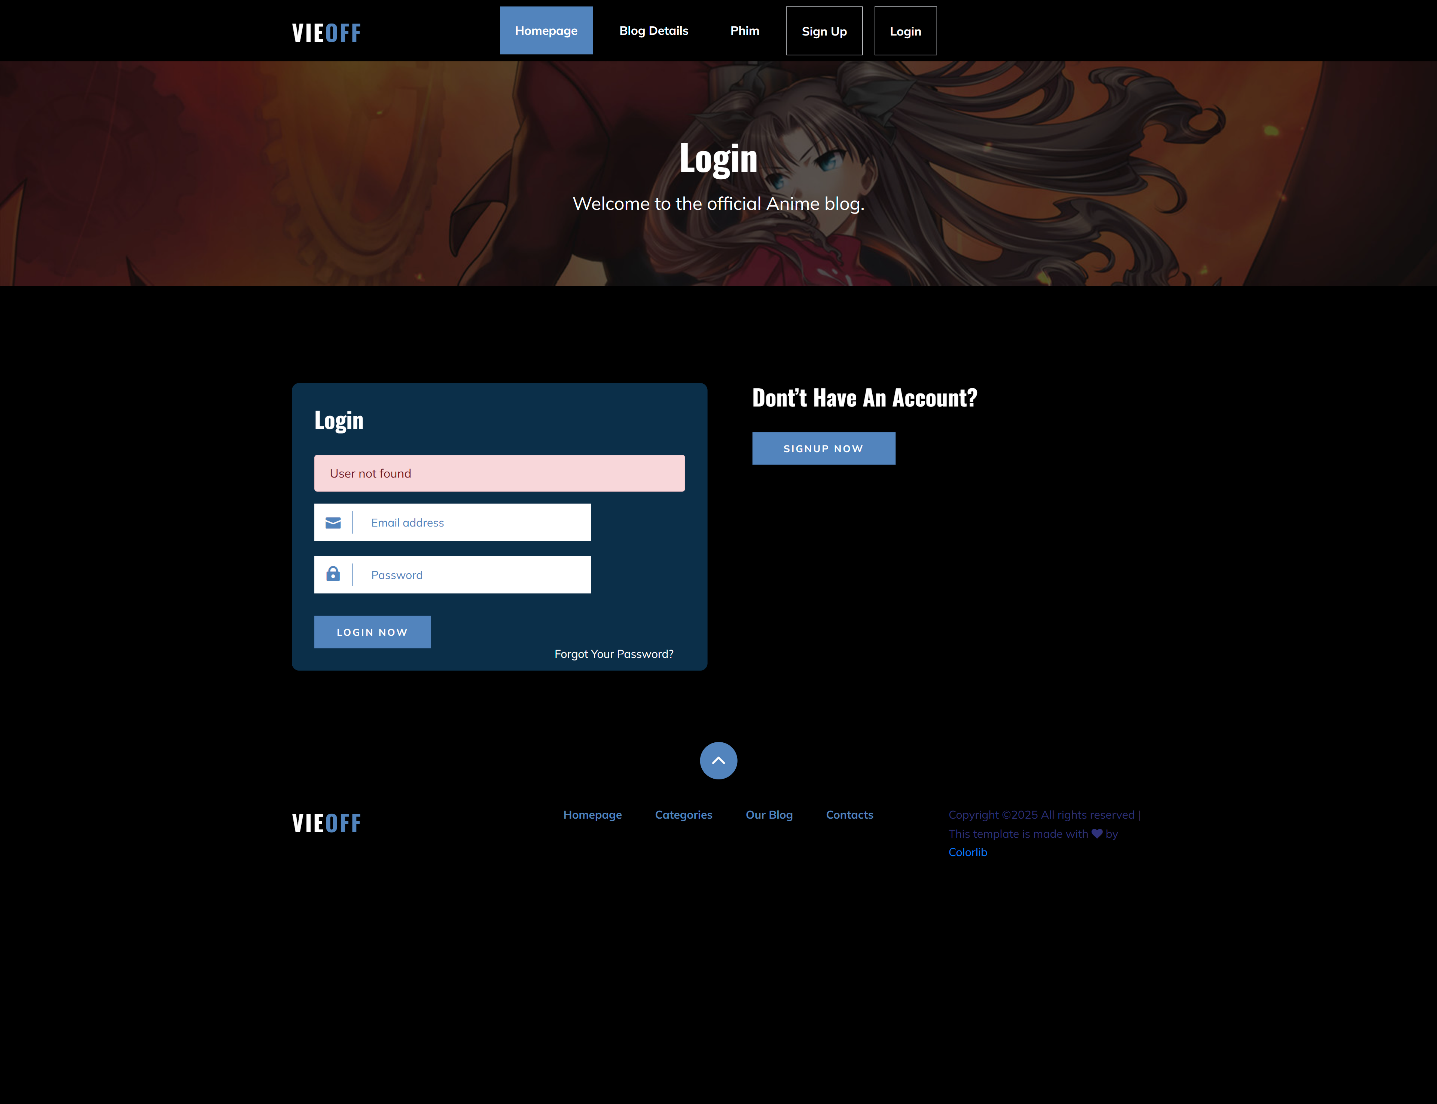 VIEOFF
Homepage
Blog Details
Phim
Sign Up
Login
Login
Welcome to the official Anime blog.
Login
User not found
Email address
Password
LOGIN NOW
Forgot Your Password?
Dont’t Have An Account?
SIGNUP NOW
VIEOFF
Homepage
Categories
Our Blog
Contacts
Copyright ©2025 All rights reserved |
This template is made with ♥ by
Colorlib